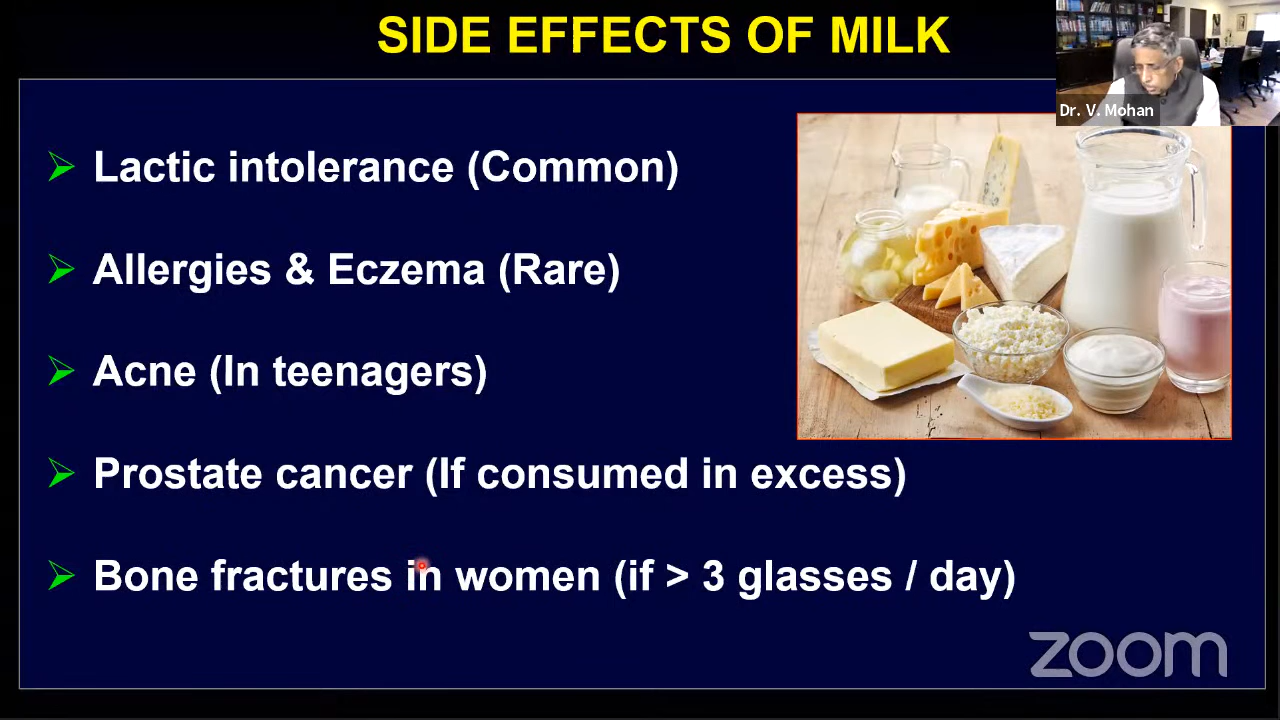 SIDE EFFECTS OF MILK
Dr. V. Mohan
Lactic intolerance (Common)
Allergies & Eczema (Rare)
Acne (In teenagers)
Prostate cancer (If consumed in excess)
Bone fractures in women (if > 3 glasses / day)
zoom